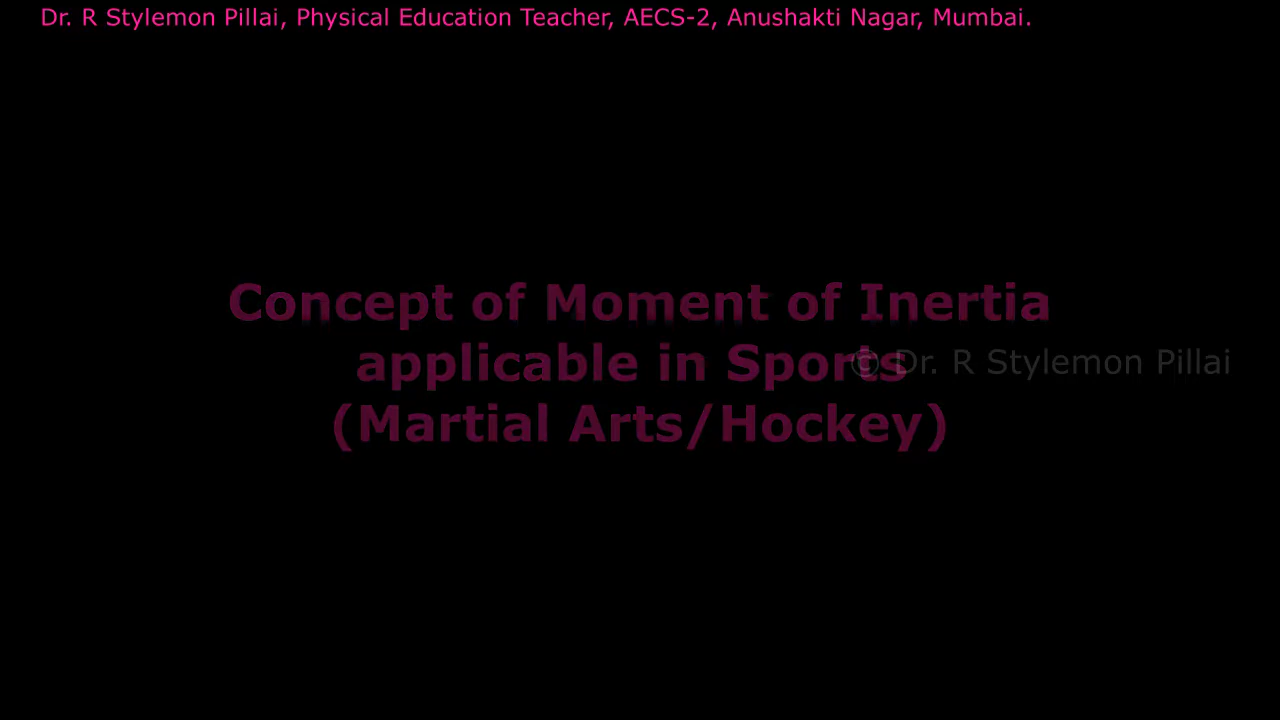 Dr. R Stylemon Pillai, Physical Education Teacher, AECS-2, Anushakti Nagar, Mumbai.
Concept of Moment of Inertia
applicable in Sports
© Dr. R Stylemon Pillai
(Martial Arts/Hockey)